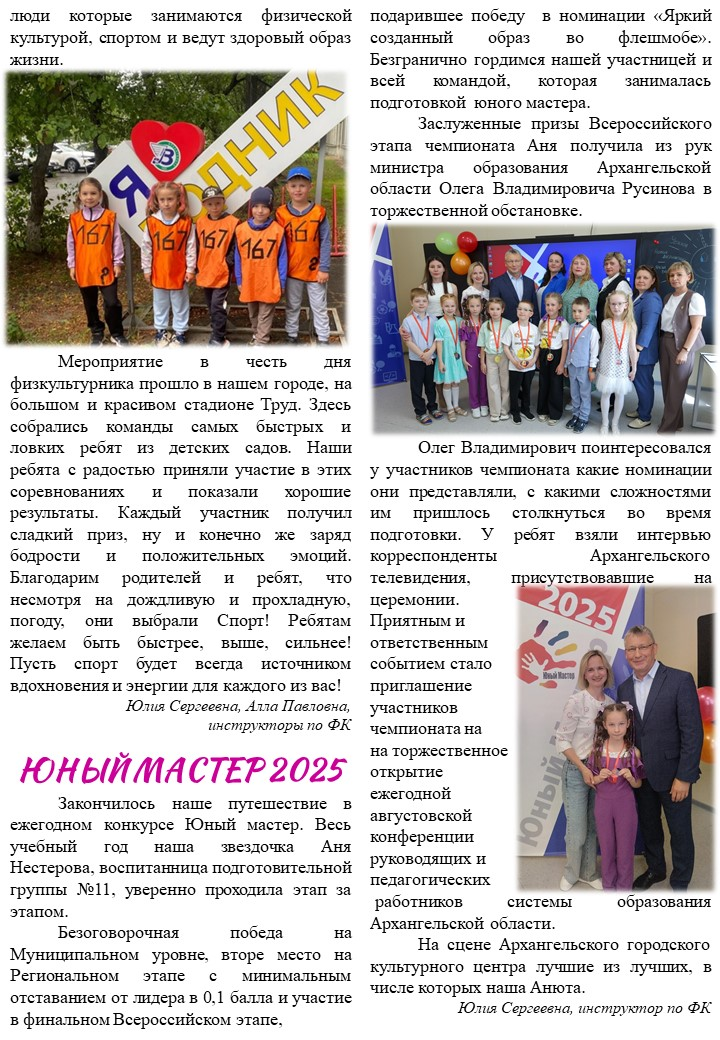 люди которые занимаются физической
культурой, спортом и ведут здоровый образ
жизни.
Я ВОДНИК
167
167
167
167
167
Мероприятие в честь дня
физкультурника прошло в нашем городе, на
большом и красивом стадионе Труд. Здесь
собрались команды самых быстрых и
ловких ребят из детских садов. Наши
ребята с радостью приняли участие в этих
соревнованиях и показали хорошие
результаты. Каждый участник получил
сладкий приз, ну и конечно же заряд
бодрости и положительных эмоций.
Благодарим родителей и ребят, что
несмотря на дождливую и прохладную,
погоду, они выбрали Спорт! Ребятам
желаем быть быстрее, выше, сильнее!
Пусть спорт будет всегда источником
вдохновения и энергии для каждого из вас!
Юлия Сергеевна, Алла Павловна,
инструкторы по ФК
ЮНЫЙ МАСТЕР 2025
Закончилось наше путешествие в
ежегодном конкурсе Юный мастер. Весь
учебный год наша звездочка Аня
Нестерова, воспитанница подготовительной
группы №11, уверенно проходила этап за
этапом.
Безоговорочная победа на
Муниципальном уровне, вторе место на
Региональном этапе с минимальным
отставанием от лидера в 0,1 балла и участие
в финальном Всероссийском этапе,
подарившее победу в номинации «Яркий
созданный образ во флешмобе».
Безгранично гордимся нашей участницей и
всей командой, которая занималась
подготовкой юного мастера.
Заслуженные призы Всероссийского
этапа чемпионата Аня получила из рук
министра образования Архангельской
области Олега Владимировича Русинова в
торжественной обстановке.
Олег Владимирович поинтересовался
у участников чемпионата какие номинации
они представляли, с какими сложностями
им пришлось столкнуться во время
подготовки. У ребят взяли интервью
корреспонденты Архангельского
телевидения, присутствовавшие на
церемонии.
Приятным и
ответственным
событием стало
приглашение
участников
чемпионата на
на торжественное
открытие
ежегодной
августовской
конференции
руководящих и
педагогических
работников системы образования
Архангельской области.
2025
Юный Мастер
Юный М
На сцене Архангельского городского
культурного центра лучшие из лучших, в
числе которых наша Анюта.
Юлия Сергеевна, инструктор по ФК